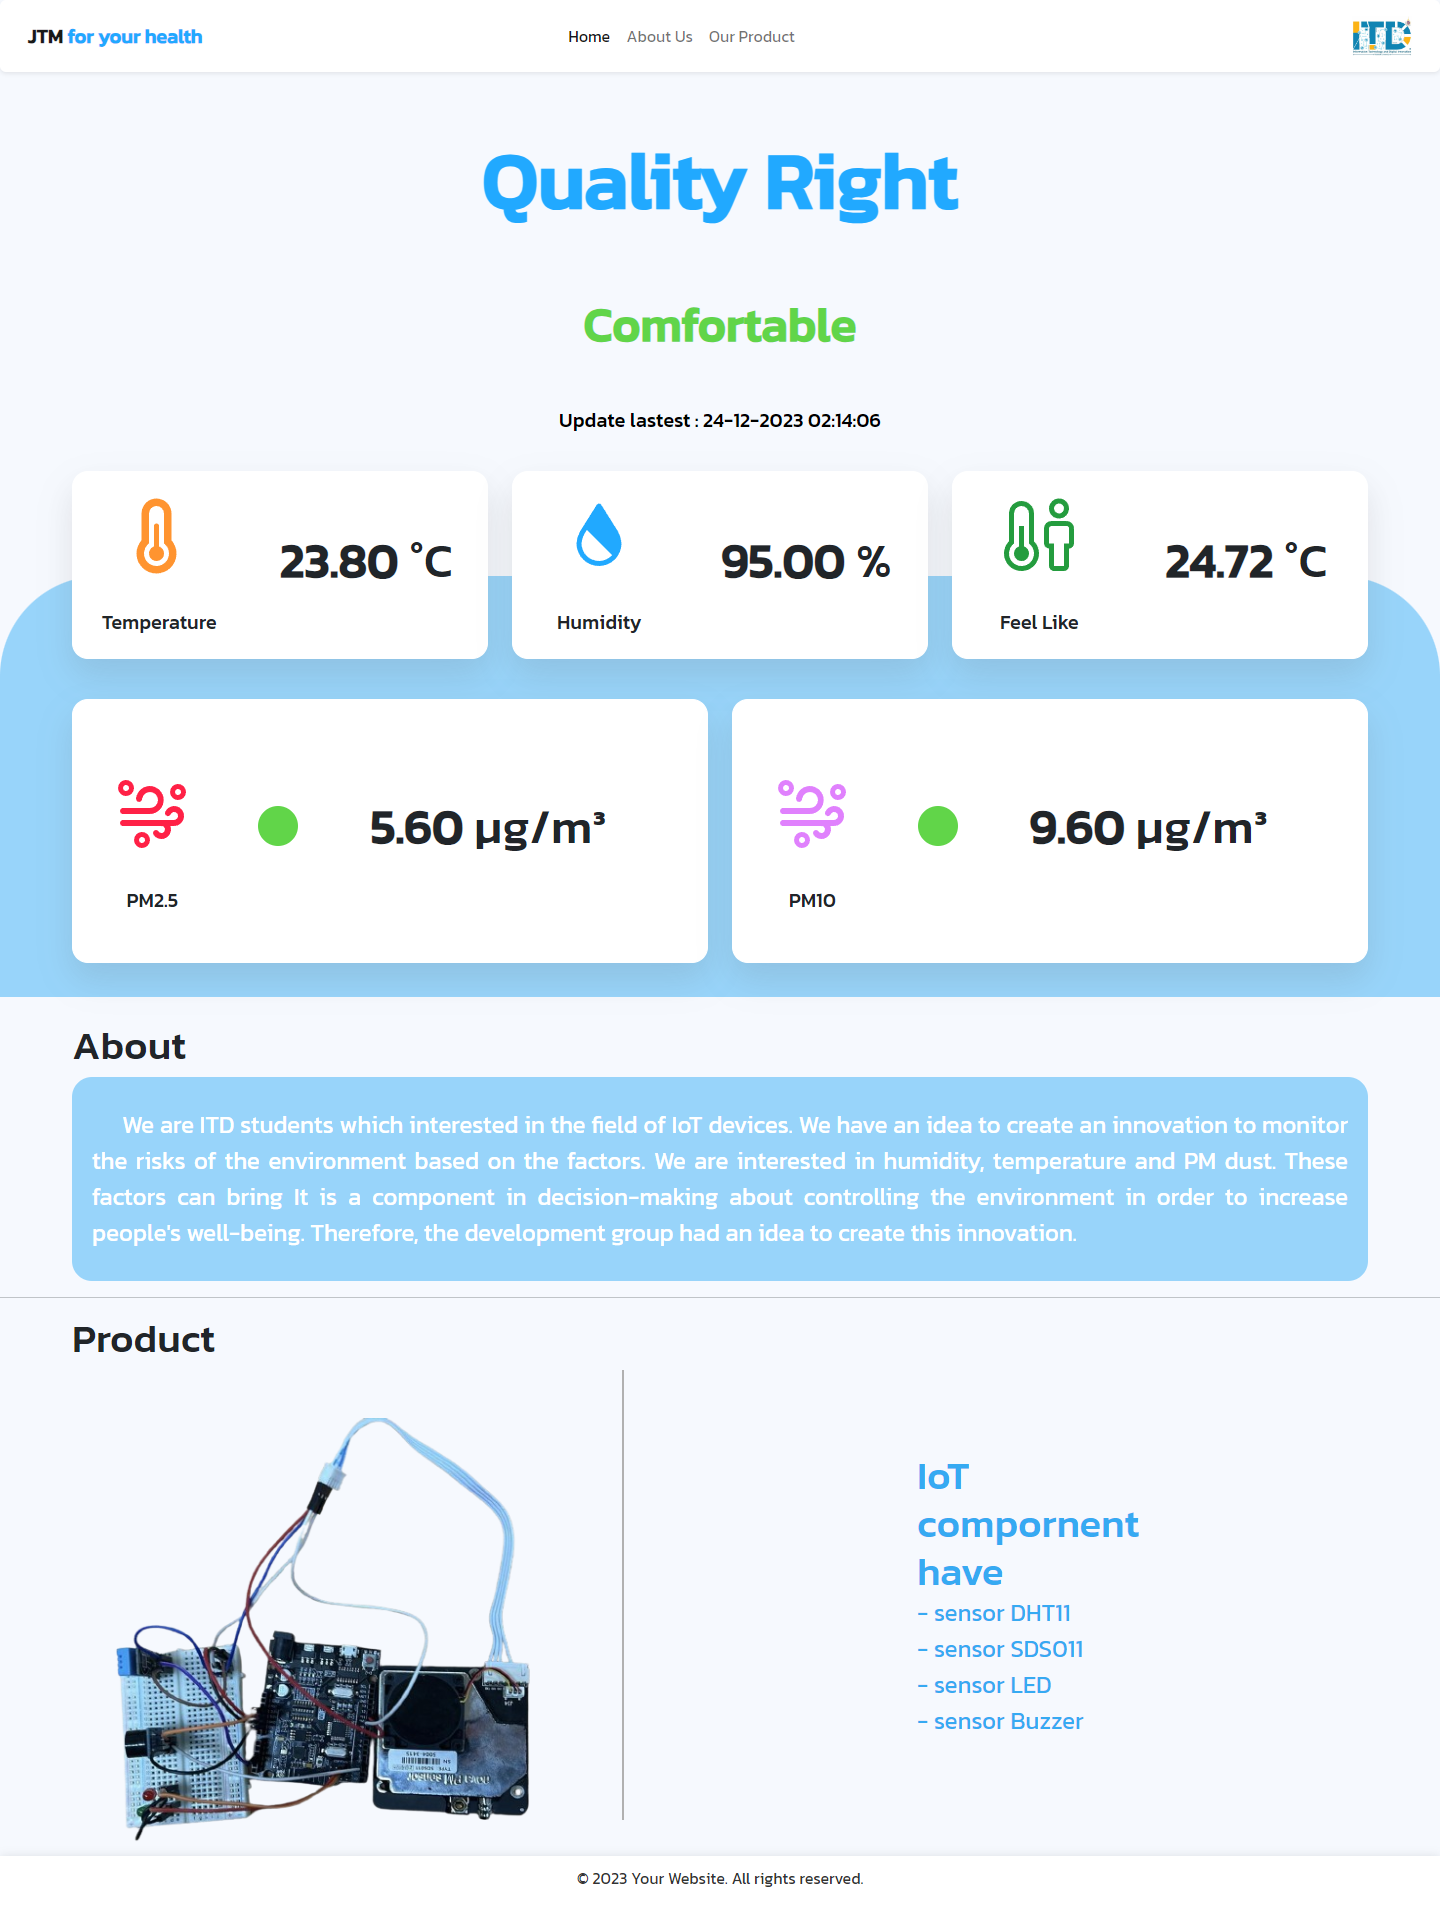 JTM for your health
Home About Us Our Product
ITD
Quality Right
Comfortable
Update lastest : 24-12-2023 02:14:06
23.80 °C
Temperature
95.00 %
Humidity
24.72 °C
Feel Like
5.60 µg/m³
PM2.5
9.60 µg/m³
PM10
About
We are ITD students which interested in the field of IoT devices. We have an idea to create an innovation to monitor
the risks of the environment based on the factors. We are interested in humidity, temperature and PM dust. These
factors can bring It is a component in decision-making about controlling the environment in order to increase
people's well-being. Therefore, the development group had an idea to create this innovation.
Product
IoT
compornent
have
- sensor DHT11
- sensor SDS011
- sensor LED
- sensor Buzzer
© 2023 Your Website. All rights reserved.